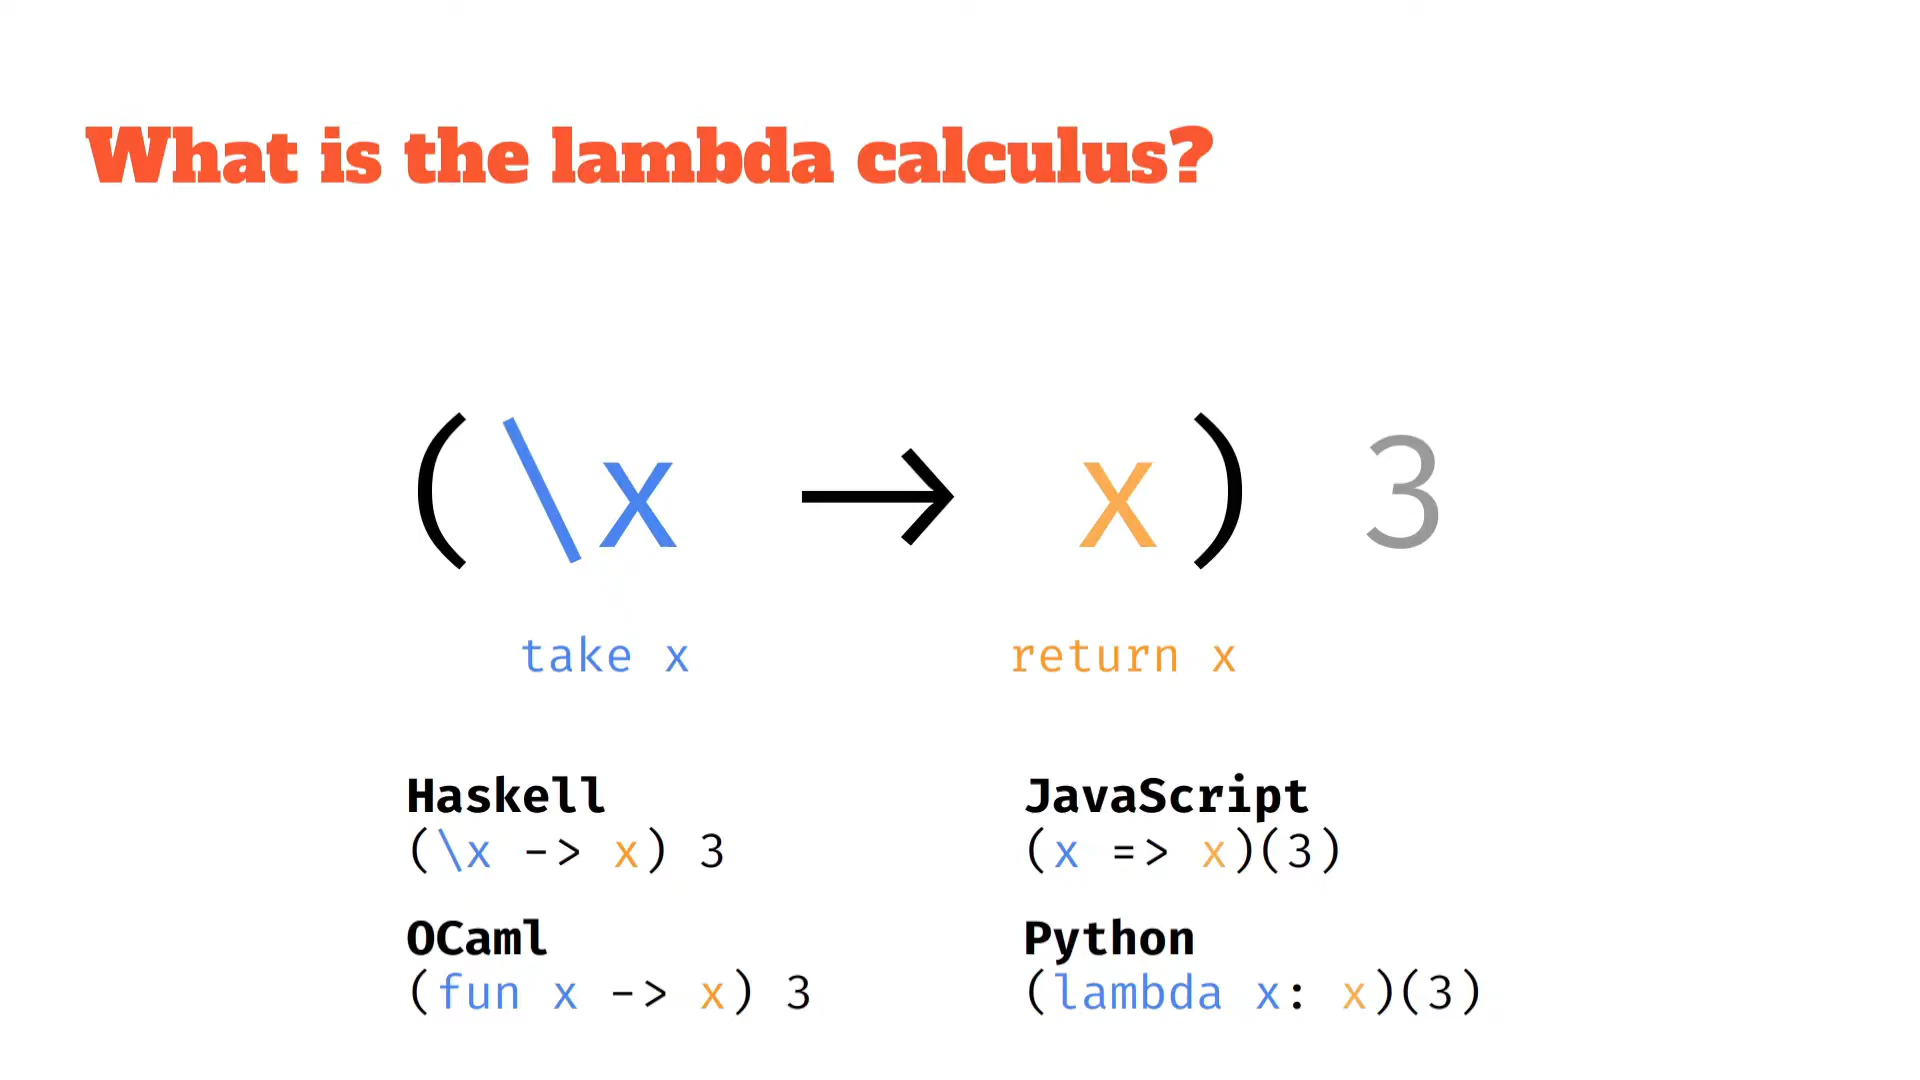 What is the lambda calculus?
(\x → x) 3
take x
return x
Haskell
(\x -> x) 3
JavaScript
(x => x)(3)
OCaml
(fun x -> x) 3
Python
(lambda x: x)(3)